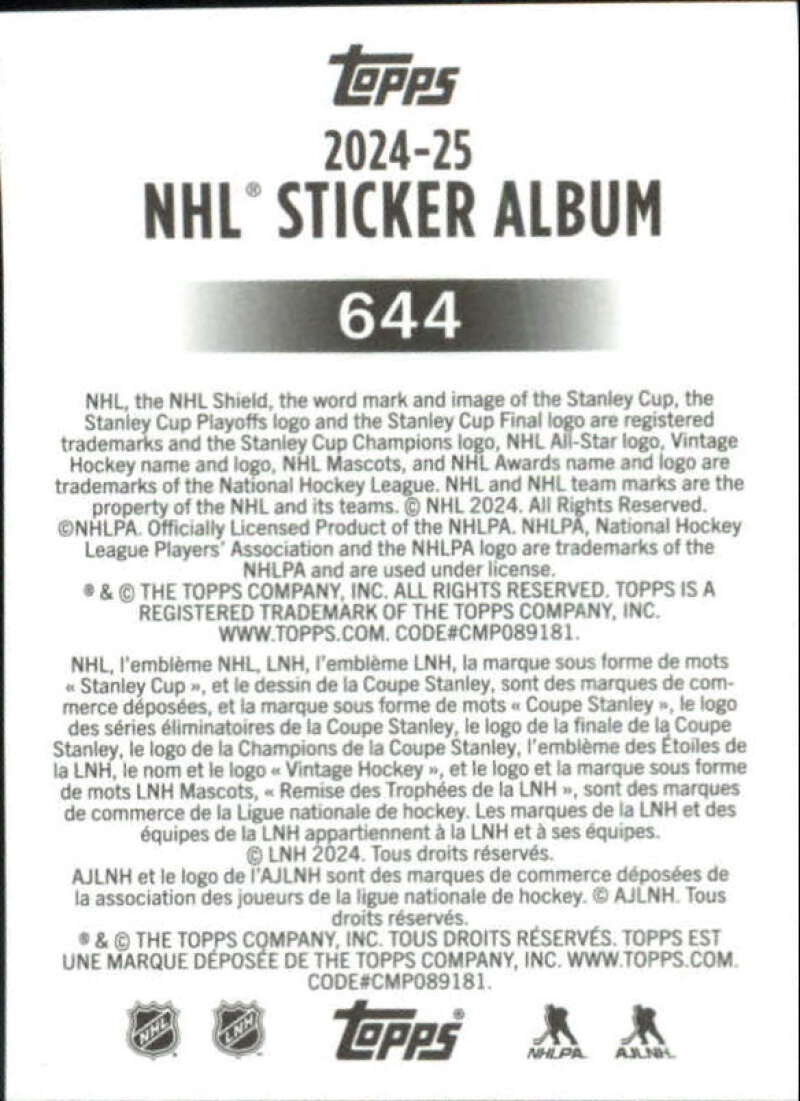 Topps
2024-25
NHL® STICKER ALBUM
644
NHL, the NHL Shield, the word mark and image of the Stanley Cup, the
Stanley Cup Playoffs logo and the Stanley Cup Final logo are registered
trademarks and the Stanley Cup Champions logo, NHL All-Star logo, Vintage
Hockey name and logo, NHL Mascots, and NHL Awards name and logo are
trademarks of the National Hockey League. NHL and NHL team marks are the
property of the NHL and its teams. © NHL 2024. All Rights Reserved.
©NHLPA. Officially Licensed Product of the NHLPA. NHLPA, National Hockey
League Players' Association and the NHLPA logo are trademarks of the
NHLPA and are used under license.
® & © THE TOPPS COMPANY, INC. ALL RIGHTS RESERVED. TOPPS IS A
REGISTERED TRADEMARK OF THE TOPPS COMPANY, INC.
WWW.TOPPS.COM. CODE#CMP089181.
NHL, l'emblème NHL, LNH, l'emblème LNH, la marque sous forme de mots
« Stanley Cup », et le dessin de la Coupe Stanley, sont des marques de com-
merce déposées, et la marque sous forme de mots « Coupe Stanley », le logo
des séries éliminatoires de la Coupe Stanley, le logo de la finale de la Coupe
Stanley, le logo de la Champions de la Coupe Stanley, l'emblème des Étoiles de
la LNH, le nom et le logo « Vintage Hockey », et le logo et la marque sous forme
de mots LNH Mascots, « Remise des Trophées de la LNH », sont des marques
de commerce de la Ligue nationale de hockey. Les marques de la LNH et des
équipes de la LNH appartiennent à la LNH et à ses équipes.
© LNH 2024. Tous droits réservés.
AJLNH et le logo de l'AJLNH sont des marques de commerce déposées de
la association des joueurs de la ligue nationale de hockey. © AJLNH. Tous
droits réservés.
® & © THE TOPPS COMPANY, INC. TOUS DROITS RÉSERVÉS. TOPPS EST
UNE MARQUE DÉPOSÉE DE THE TOPPS COMPANY, INC. WWW.TOPPS.COM.
CODE#CMP089181.
NHL LNH Topps® NHLPA AJLNH